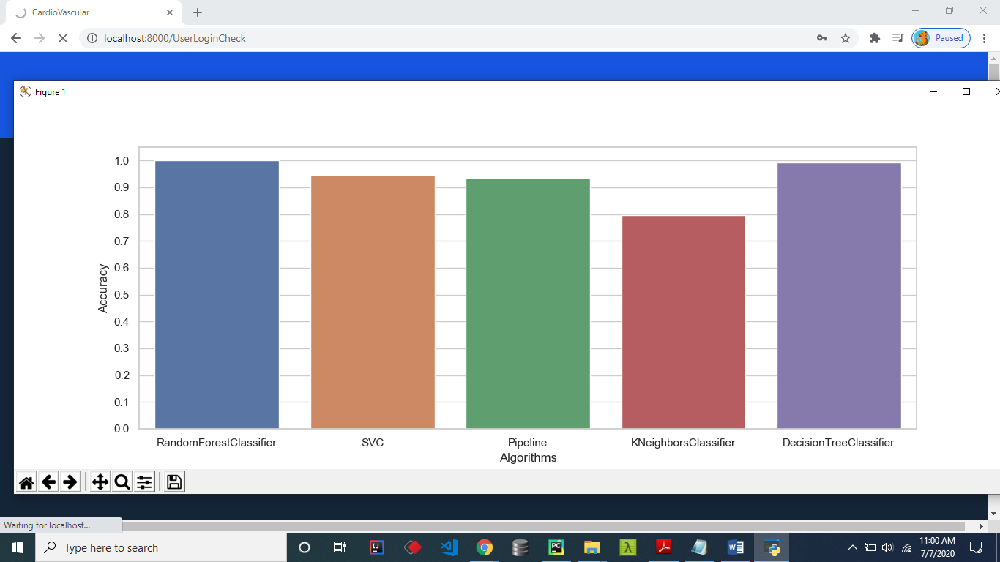 CardioVascular
localhost:8000/UserLoginCheck
Paused
Figure 1
1.0
0.9
0.8
0.7
0.6
0.5
0.4
0.3
0.2
0.1
0.0
Accuracy
RandomForestClassifier SVC Pipeline KNeighborsClassifier DecisionTreeClassifier
Algorithms
Waiting for localhost...
Type here to search
IJ
PC
11:00 AM
7/7/2020